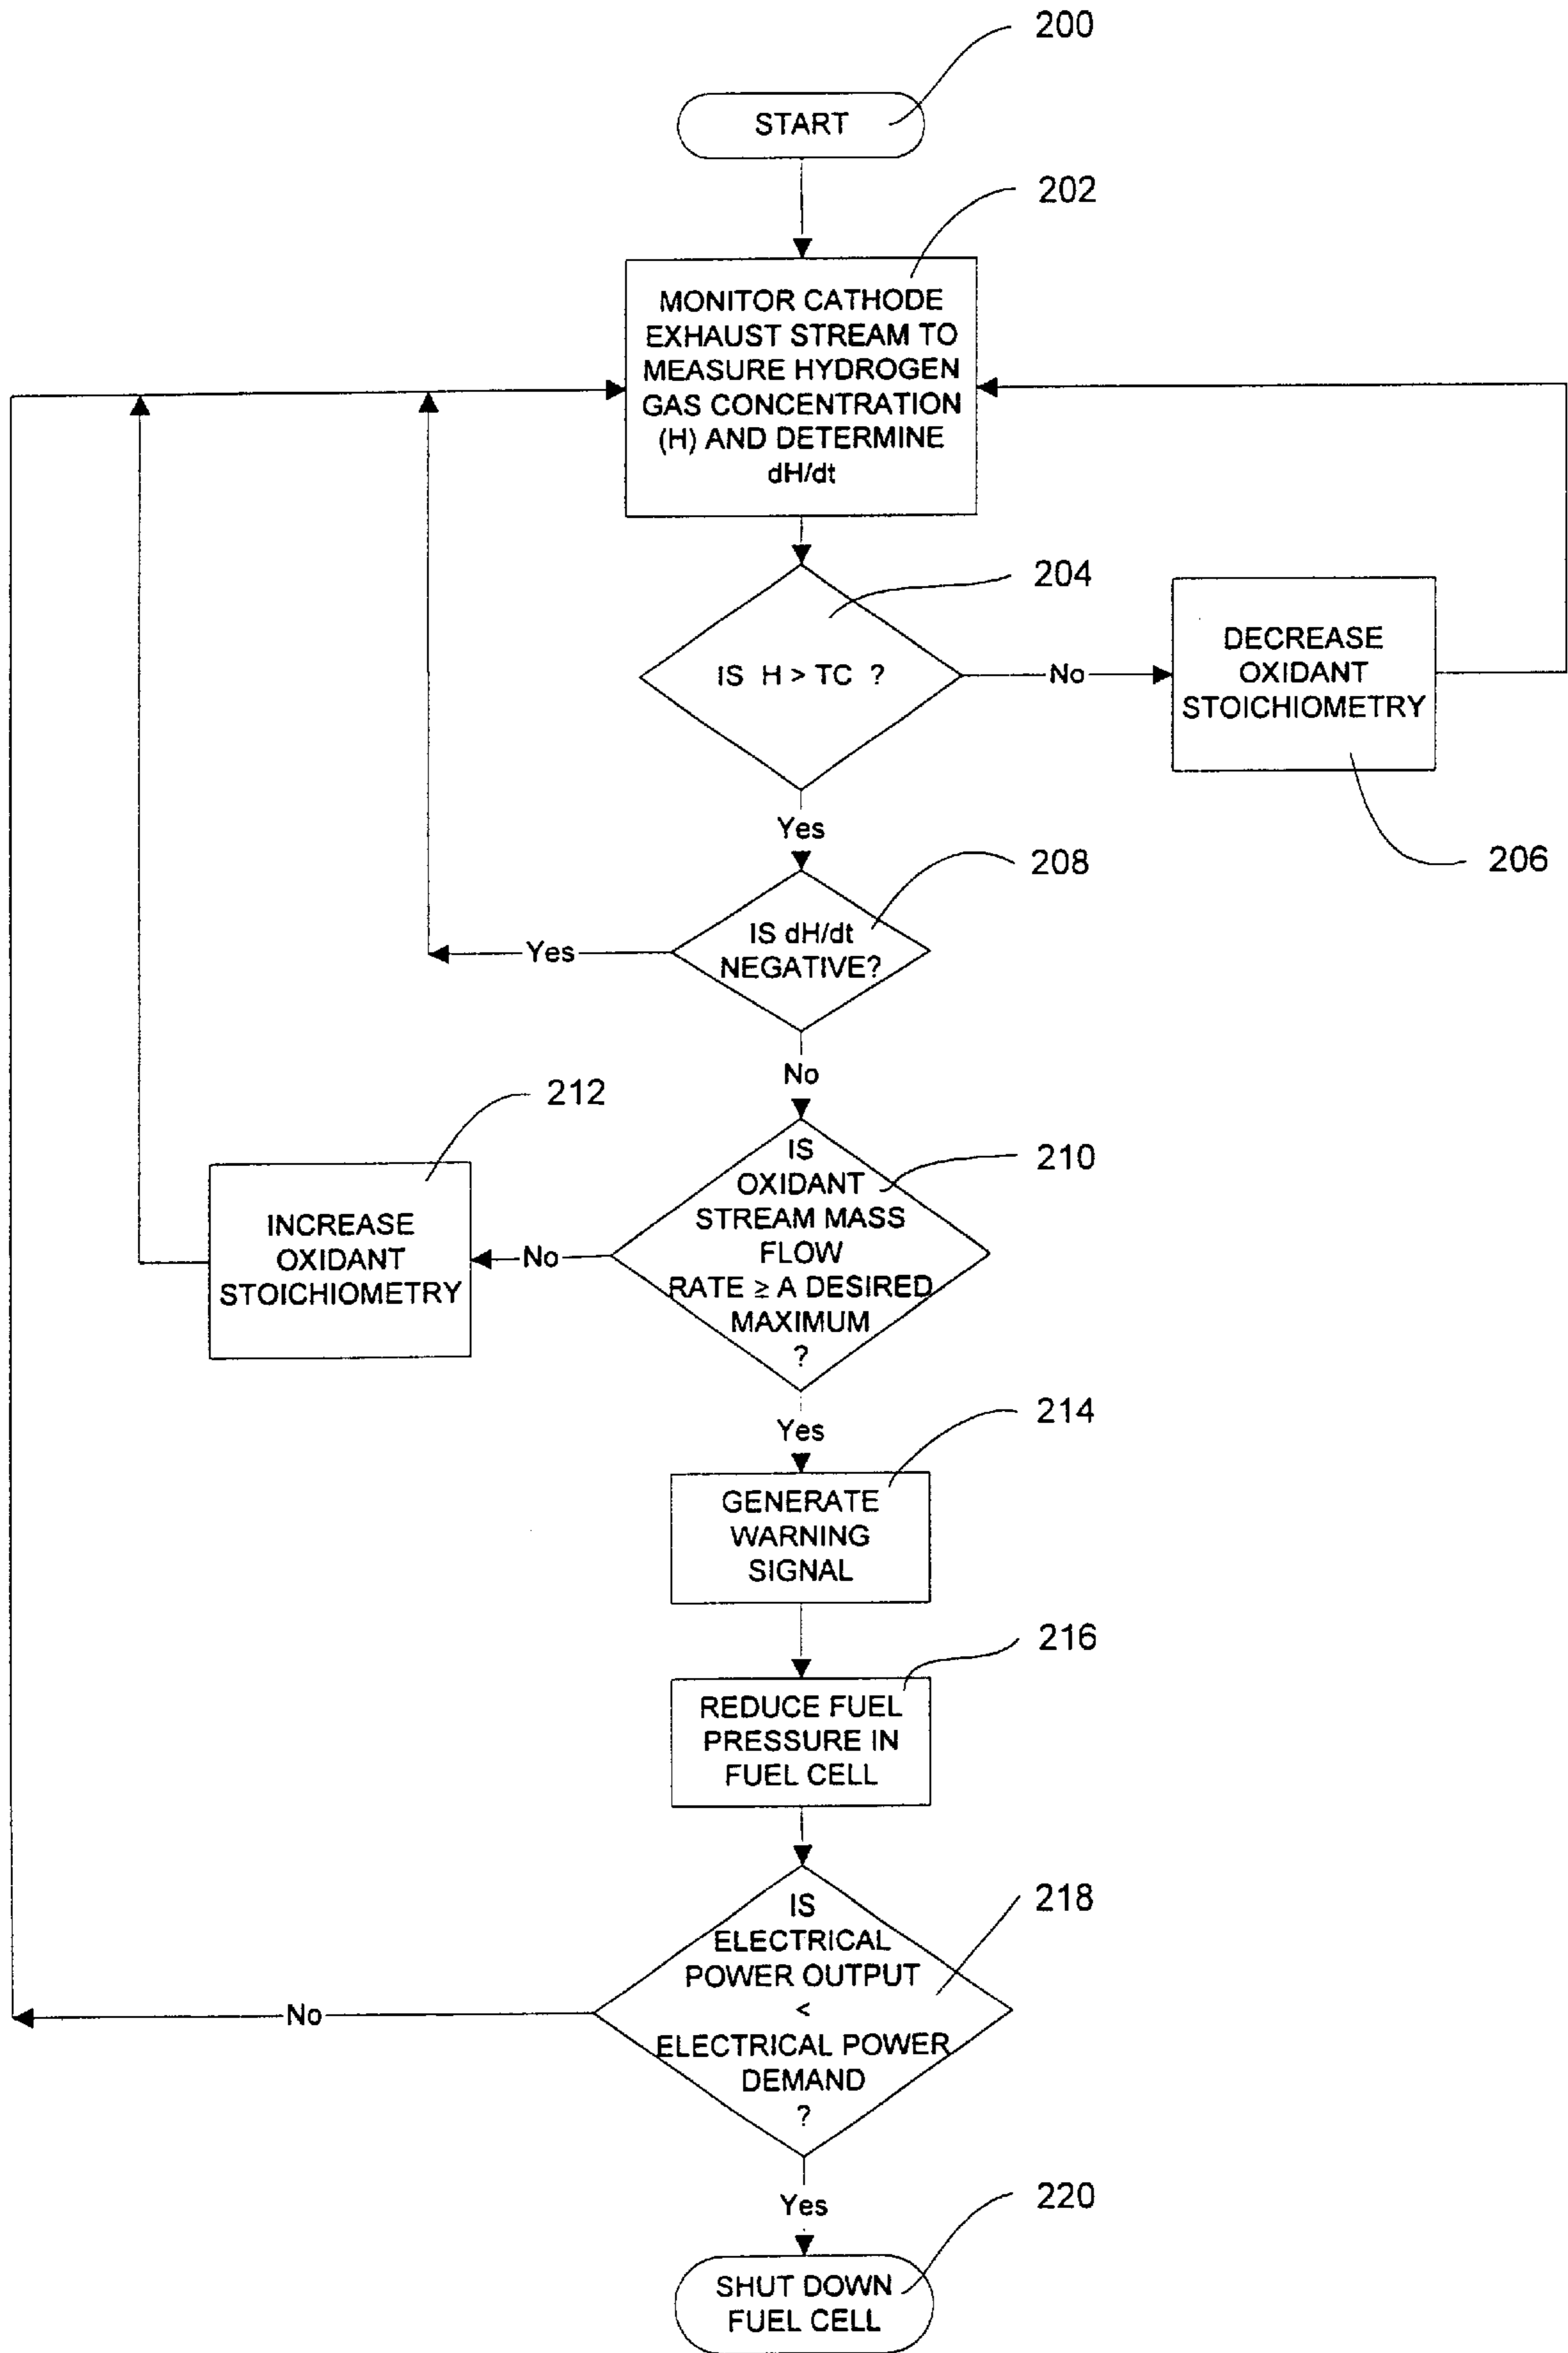 200
START
202
MONITOR CATHODE
EXHAUST STREAM TO
MEASURE HYDROGEN
GAS CONCENTRATION
(H) AND DETERMINE
dH/dt
204
IS H > TC ?
No
DECREASE
OXIDANT
STOICHIOMETRY
206
Yes
208
IS dH/dt
NEGATIVE?
Yes
No
212
210
IS
OXIDANT
STREAM MASS
FLOW
RATE ≥ A DESIRED
MAXIMUM
?
No
INCREASE
OXIDANT
STOICHIOMETRY
Yes
214
GENERATE
WARNING
SIGNAL
216
REDUCE FUEL
PRESSURE IN
FUEL CELL
218
IS
ELECTRICAL
POWER OUTPUT
<
ELECTRICAL POWER
DEMAND
?
No
Yes
220
SHUT DOWN
FUEL CELL